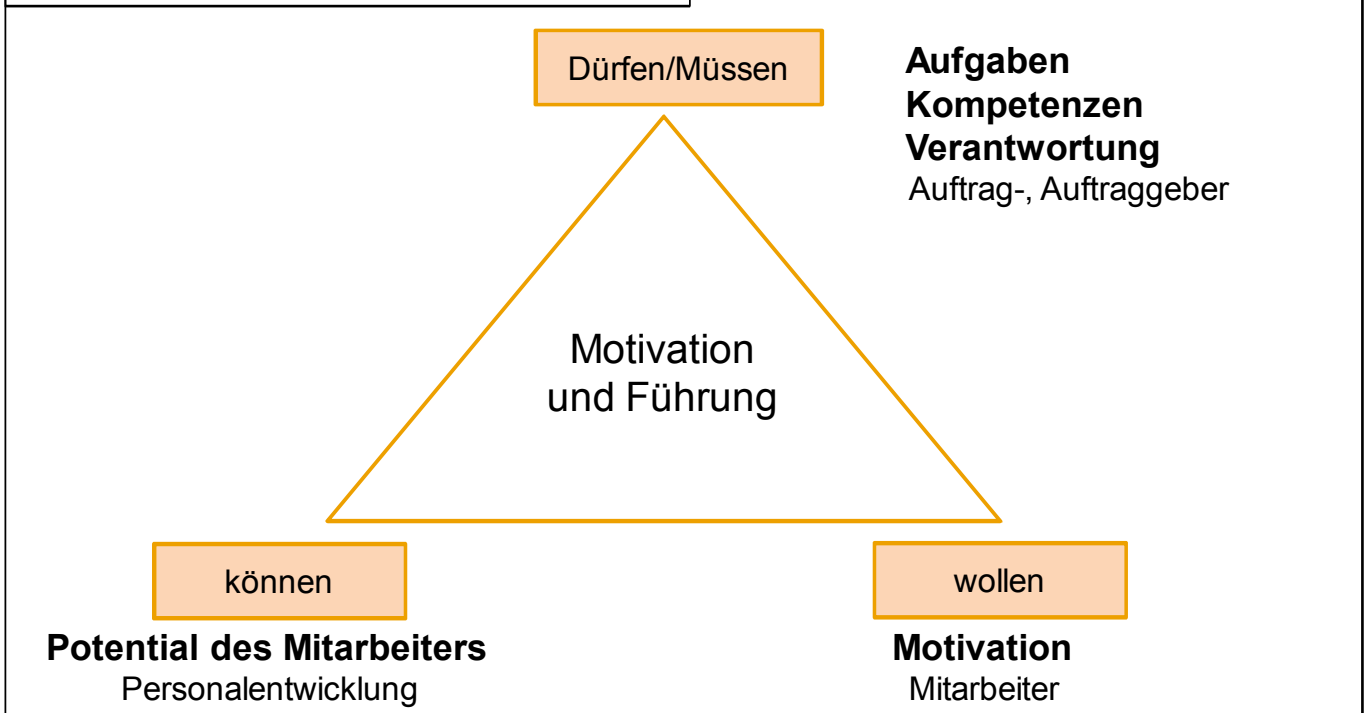 Dürfen/Müssen
Aufgaben
Kompetenzen
Verantwortung
Auftrag-, Auftraggeber
Motivation
und Führung
können
wollen
Potential des Mitarbeiters
Personalentwicklung
Motivation
Mitarbeiter